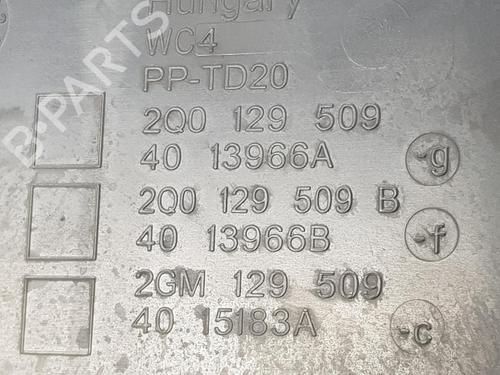 Hungary
WC4
PP-TD20
2Q0 129 509
40 13966A
g
2Q0 129 509 B
40 13966B
f
2GM 129 509
40 15183A
c
B-PARTS